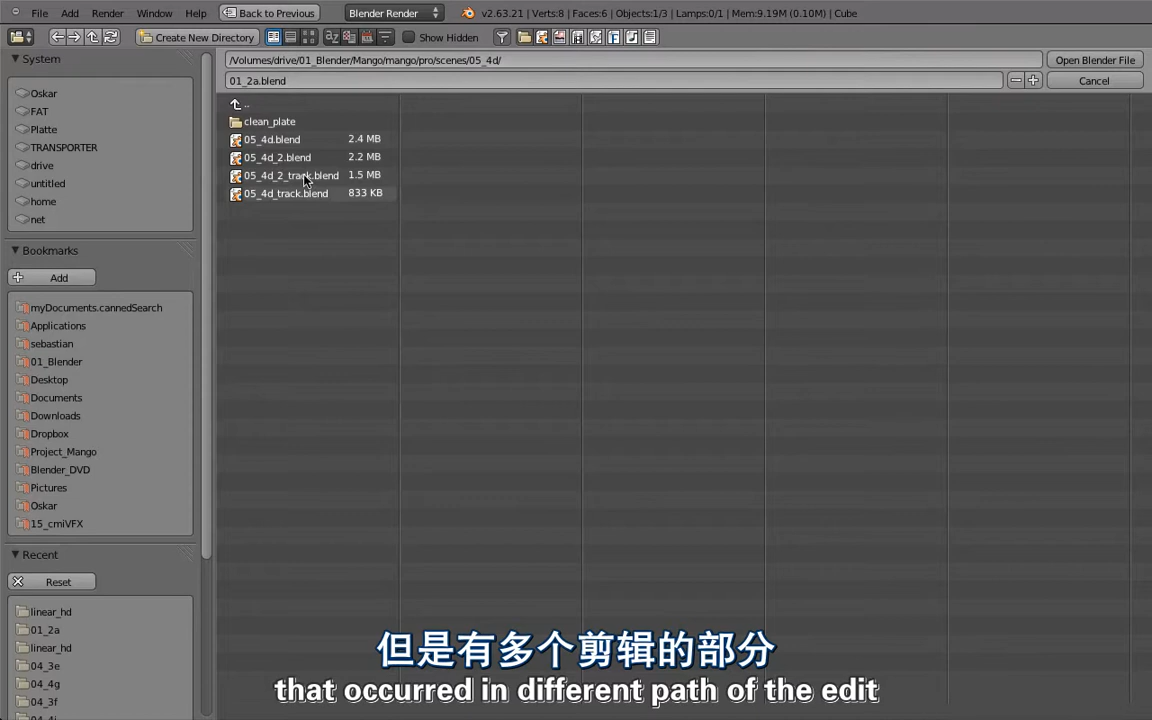 File Add Render Window Help Back to Previous Blender Render v2.63.21 | Verts:8 | Faces:6 | Objects:1/3 | Lamps:0/1 | Mem:9.19M (0.10M) | Cube
Create New Directory Show Hidden
System
Oskar
FAT
Platte
TRANSPORTER
drive
untitled
home
net
Bookmarks
Add
myDocuments.cannedSearch
Applications
sebastian
01_Blender
Desktop
Documents
Downloads
Dropbox
Project_Mango
Blender_DVD
Pictures
Oskar
15_cmiVFX
Recent
Reset
linear_hd
01_2a
linear_hd
04_3e
04_4g
04_3f
/Volumes/drive/01_Blender/Mango/mango/pro/scenes/05_4d/ Open Blender File
01_2a.blend Cancel
..
clean_plate
05_4d.blend 2.4 MB
05_4d_2.blend 2.2 MB
05_4d_2_track.blend 1.5 MB
05_4d_track.blend 833 KB
但是有多个剪辑的部分
that occurred in different path of the edit